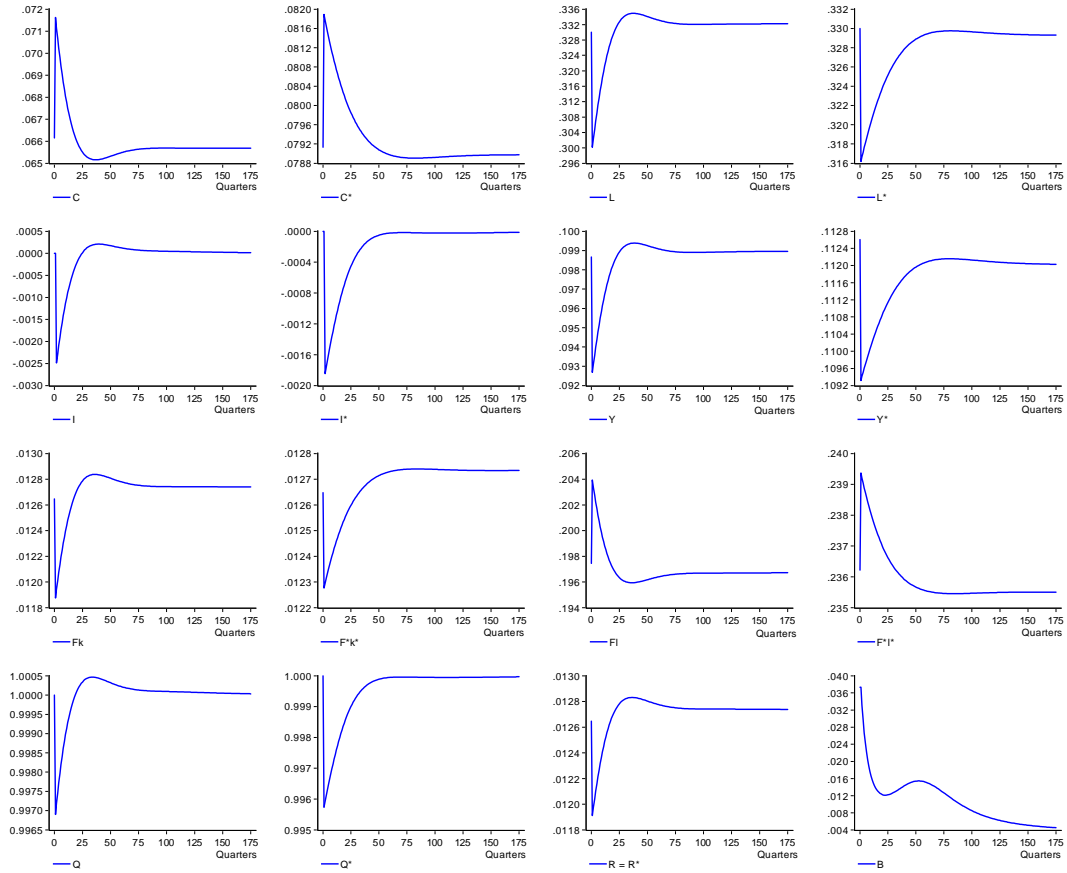 .072
.071
.070
.069
.068
.067
.066
.065
0 25 50 75 100 125 150 175
Quarters
C
.0820
.0816
.0812
.0808
.0804
.0800
.0796
.0792
.0788
0 25 50 75 100 125 150 175
Quarters
C*
.336
.332
.328
.324
.320
.316
.312
.308
.304
.300
.296
0 25 50 75 100 125 150 175
Quarters
L
.332
.330
.328
.326
.324
.322
.320
.318
.316
0 25 50 75 100 125 150 175
Quarters
L*
.0005
.0000
-.0005
-.0010
-.0015
-.0020
-.0025
-.0030
0 25 50 75 100 125 150 175
Quarters
I
-.0000
-.0004
-.0008
-.0012
-.0016
-.0020
0 25 50 75 100 125 150 175
Quarters
I*
.100
.099
.098
.097
.096
.095
.094
.093
.092
0 25 50 75 100 125 150 175
Quarters
Y
.1128
.1124
.1120
.1116
.1112
.1108
.1104
.1100
.1096
.1092
0 25 50 75 100 125 150 175
Quarters
Y*
.0130
.0128
.0126
.0124
.0122
.0120
.0118
0 25 50 75 100 125 150 175
Quarters
Fk
.0128
.0127
.0126
.0125
.0124
.0123
.0122
0 25 50 75 100 125 150 175
Quarters
F*k*
.206
.204
.202
.200
.198
.196
.194
0 25 50 75 100 125 150 175
Quarters
Fl
.240
.239
.238
.237
.236
.235
0 25 50 75 100 125 150 175
Quarters
F*l*
1.0005
1.0000
0.9995
0.9990
0.9985
0.9980
0.9975
0.9970
0.9965
0 25 50 75 100 125 150 175
Quarters
Q
1.000
0.999
0.998
0.997
0.996
0.995
0 25 50 75 100 125 150 175
Quarters
Q*
.0130
.0128
.0126
.0124
.0122
.0120
.0118
0 25 50 75 100 125 150 175
Quarters
R = R*
.040
.036
.032
.028
.024
.020
.016
.012
.008
.004
0 25 50 75 100 125 150 175
Quarters
B